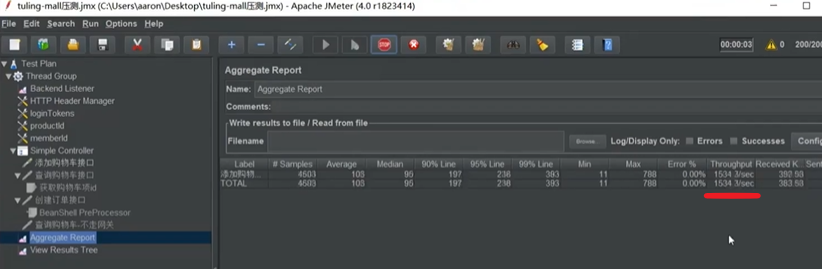 tuling-mall压测.jmx (C:\Users\aaron\Desktop\tuling-mall压测.jmx) - Apache JMeter (4.0 r1823414)
File Edit Search Run Options Help
00:00:03 0 200/200
Test Plan
Thread Group
Backend Listener
HTTP Header Manager
loginTokens
productId
memberId
Simple Controller
添加购物车接口
查询购物车接口
获取购物车项id
创建订单接口
BeanShell PreProcessor
查询购物车-不走网关
Aggregate Report
View Results Tree
Aggregate Report
Name: Aggregate Report
Comments:
Write results to file / Read from file
Filename Browse... Log/Display Only: Errors Successes Config
Label # Samples Average Median 90% Line 95% Line 99% Line Min Max Error % Throughput Received K... Sent
添加购物... 4603 103 95 197 238 393 11 788 0.00% 1534.3/sec
TOTAL 4603 103 95 197 238 393 11 788 0.00% 1534.3/sec